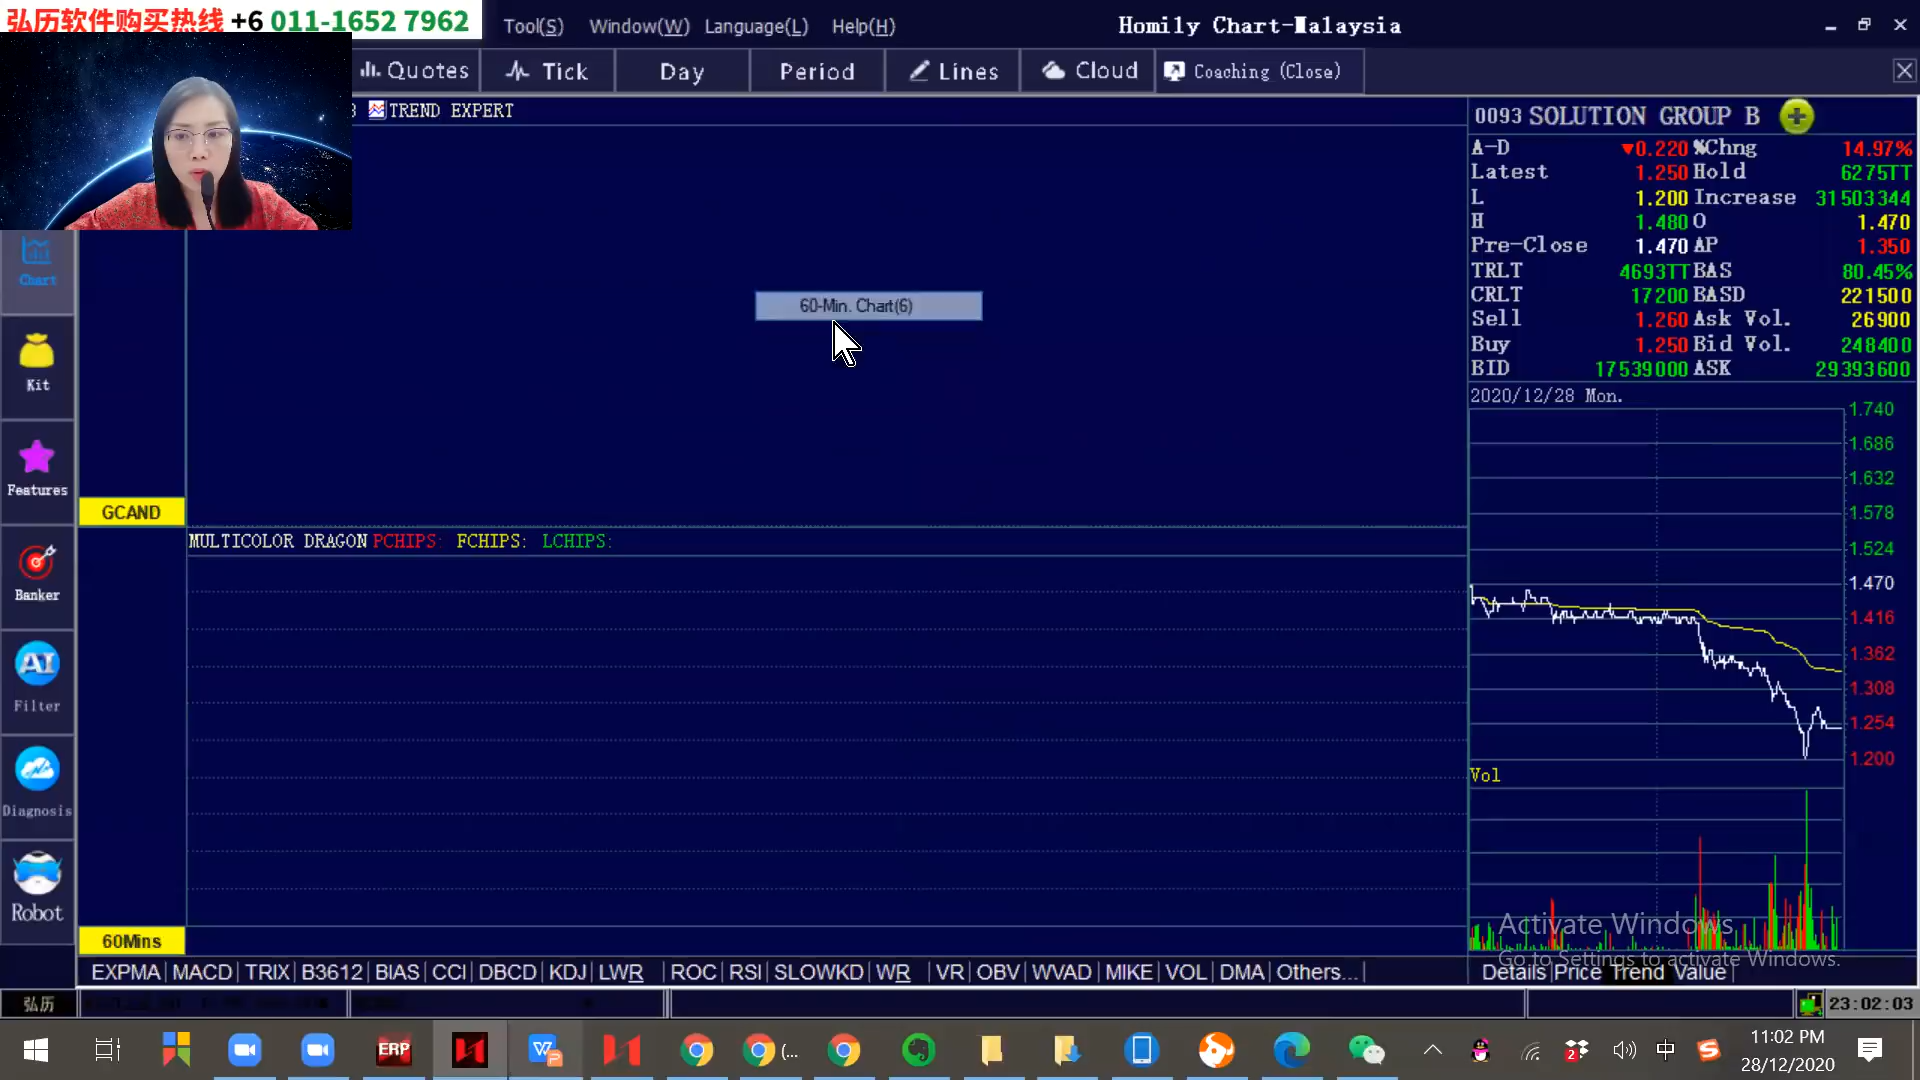 弘历软件购买热线 +6 011-1652 7962
Tool(S) Window(W) Language(L) Help(H) Homily Chart-Malaysia
Quotes Tick Day Period Lines Cloud Coaching (Close)
TREND EXPERT
0093 SOLUTION GROUP B
A-D ▼0.220 %Chng 14.97%
Latest 1.250 Hold 6275TT
L 1.200 Increase 31503344
H 1.480 O 1.470
Pre-Close 1.470 AP 1.350
TRLT 4693TT BAS 80.45%
CRLT 17200 BASD 221500
Sell 1.260 Ask Vol. 26900
Buy 1.250 Bid Vol. 248400
BID 17539000 ASK 29393600
2020/12/28 Mon.
1.740
1.686
1.632
1.578
1.524
1.470
1.416
1.362
1.308
1.254
1.200
Vol
60-Min. Chart(6)
Chart
Kit
Features
Banker
AI
Filter
Diagnosis
Robot
GCAND
MULTICOLOR DRAGON PCHIPS: FCHIPS: LCHIPS:
60Mins
EXPMA MACD TRIX B3612 BIAS CCI DBCD KDJ LWR ROC RSI SLOWKD WR VR OBV WVAD MIKE VOL DMA Others...
Activate Windows
Go to Settings to activate Windows.
Details Price Trend Value
弘历
23:02:03
ERP
(...
2
中
11:02 PM
28/12/2020